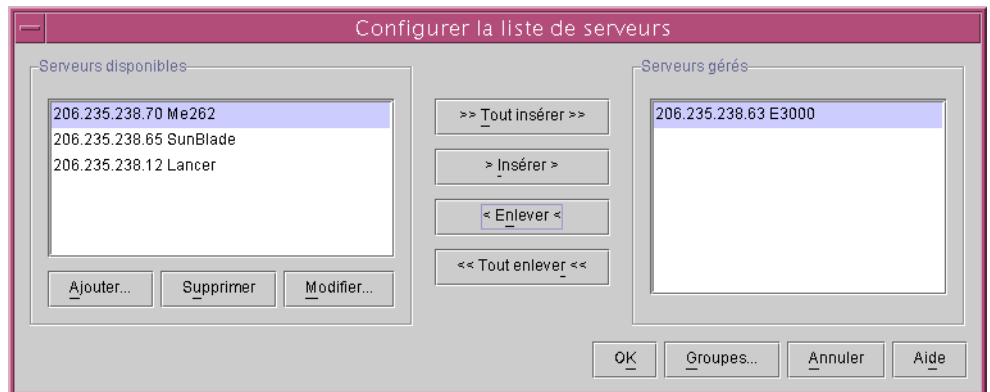 Configurer la liste de serveurs
Serveurs disponibles
206.235.238.70 Me262
206.235.238.65 SunBlade
206.235.238.12 Lancer
Ajouter...
Supprimer
Modifier...
>> Tout insérer >>
> Insérer >
< Enlever <
<< Tout enlever <<
Serveurs gérés
206.235.238.63 E3000
OK
Groupes...
Annuler
Aide